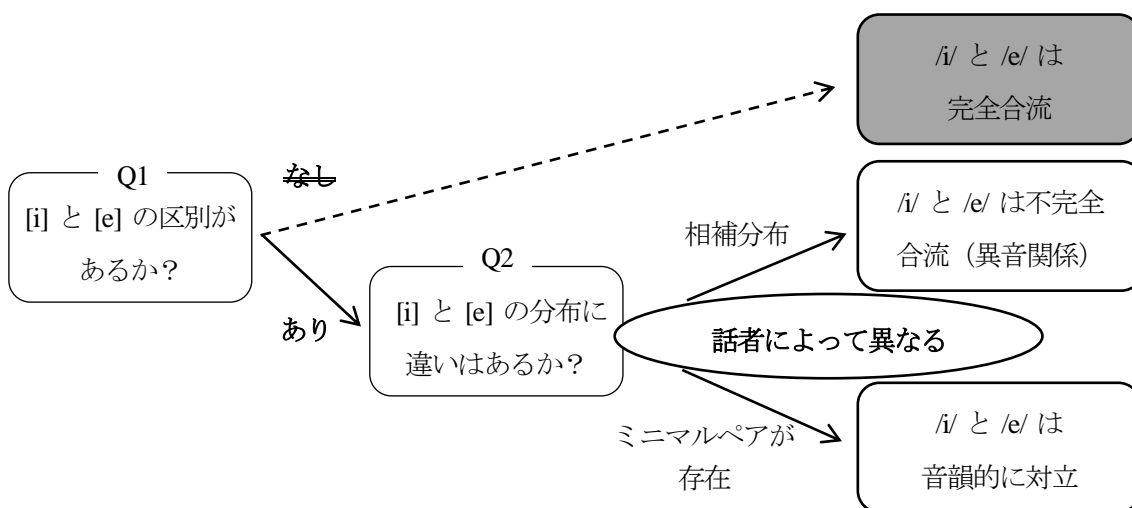 /i/ と /e/ は
完全合流
Q1
[i] と [e] の区別が
あるか？
なし
あり
Q2
[i] と [e] の分布に
違いはあるか？
相補分布
/i/ と /e/ は不完全
合流（異音関係）
話者によって異なる
ミニマルペアが
存在
/i/ と /e/ は
音韻的に対立